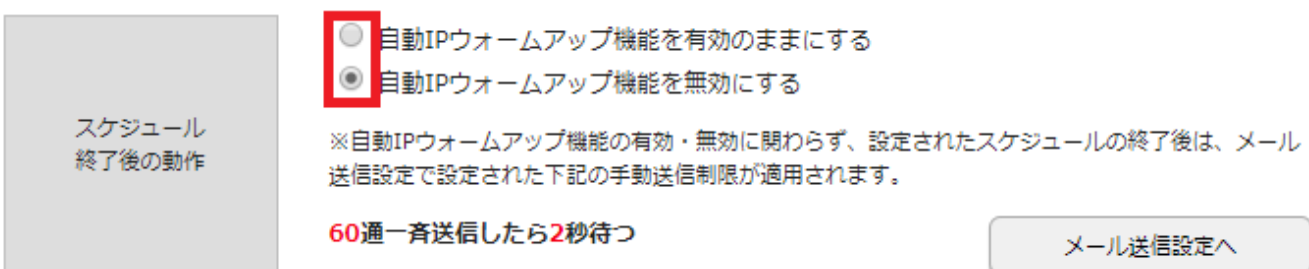 自動IPウォームアップ機能を有効のままにする
自動IPウォームアップ機能を無効にする
スケジュール
終了後の動作
※自動IPウォームアップ機能の有効・無効に関わらず、設定されたスケジュールの終了後は、メール
送信設定で設定された下記の手動送信制限が適用されます。
60通一斉送信したら2秒待つ
メール送信設定へ